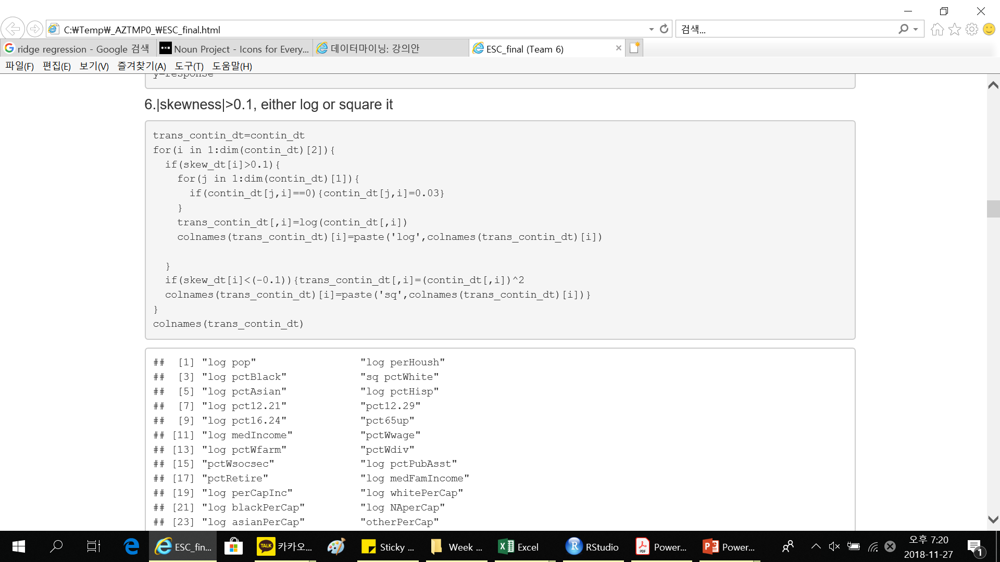 C:₩Temp₩_AZTMP0_₩ESC_final.html
검색...
ridge regression - Google 검색
Noun Project - Icons for Every...
데이터마이닝: 강의안
ESC_final (Team 6)
파일(F) 편집(E) 보기(V) 즐겨찾기(A) 도구(T) 도움말(H)
y=response
6.|skewness|>0.1, either log or square it
trans_contin_dt=contin_dt
for(i in 1:dim(contin_dt)[2]){
  if(skew_dt[i]>0.1){
    for(j in 1:dim(contin_dt)[1]){
      if(contin_dt[j,i]==0){contin_dt[j,i]=0.03}
    }
    trans_contin_dt[,i]=log(contin_dt[,i])
    colnames(trans_contin_dt)[i]=paste('log',colnames(trans_contin_dt)[i])
  }
  if(skew_dt[i]<(-0.1)){trans_contin_dt[,i]=(contin_dt[,i])^2
  colnames(trans_contin_dt)[i]=paste('sq',colnames(trans_contin_dt)[i])}
}
colnames(trans_contin_dt)
##  [1] "log pop"                 "log perHoush"
##  [3] "log pctBlack"            "sq pctWhite"
##  [5] "log pctAsian"            "log pctHisp"
##  [7] "log pct12.21"            "pct12.29"
##  [9] "log pct16.24"            "pct65up"
## [11] "log medIncome"           "pctWwage"
## [13] "log pctWfarm"            "pctWdiv"
## [15] "pctWsocsec"              "log pctPubAsst"
## [17] "pctRetire"               "log medFamIncome"
## [19] "log perCapInc"           "log whitePerCap"
## [21] "log blackPerCap"         "log NAperCap"
## [23] "log asianPerCap"         "otherPerCap"
ESC_fin...
TALK
카카오...
Sticky ...
Week ...
Excel
RStudio
PDF
Power...
Power...
오후 7:20
2018-11-27
1